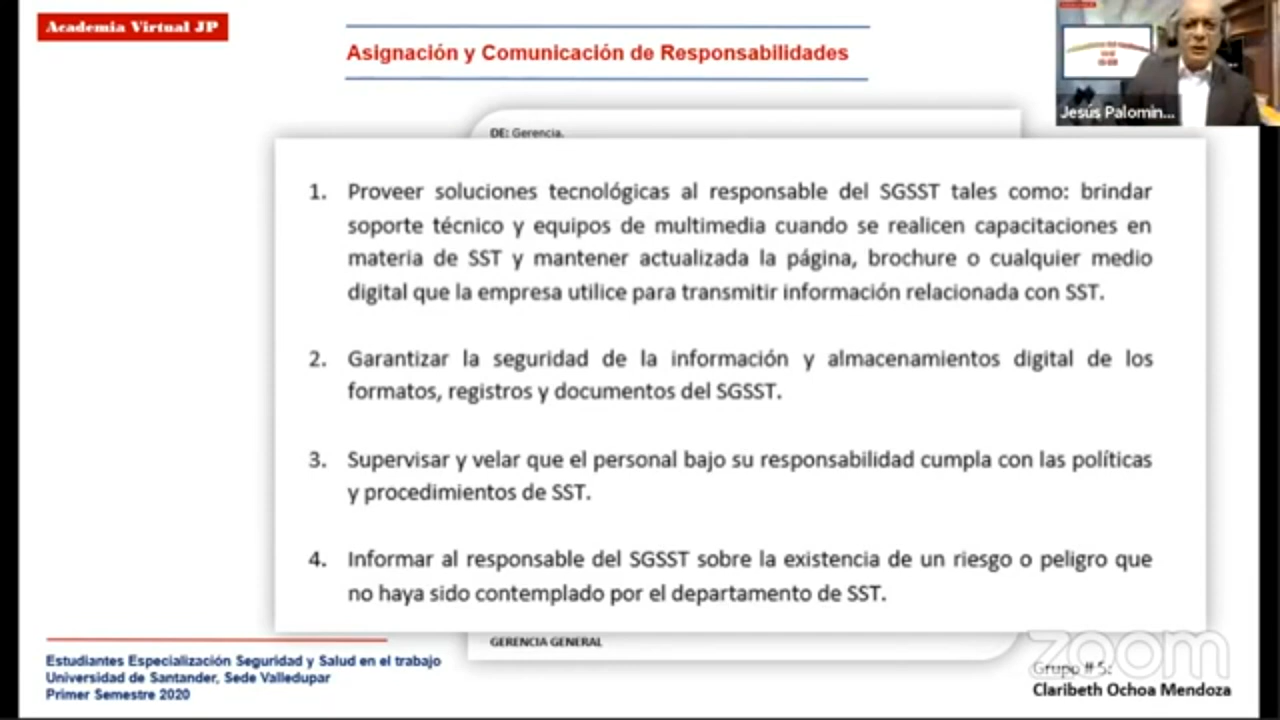 Academia Virtual JP
Asignación y Comunicación de Responsabilidades
Jesús Palomin...
DE: Gerencia.
1. Proveer soluciones tecnológicas al responsable del SGSST tales como: brindar
soporte técnico y equipos de multimedia cuando se realicen capacitaciones en
materia de SST y mantener actualizada la página, brochure o cualquier medio
digital que la empresa utilice para transmitir información relacionada con SST.
2. Garantizar la seguridad de la información y almacenamientos digital de los
formatos, registros y documentos del SGSST.
3. Supervisar y velar que el personal bajo su responsabilidad cumpla con las políticas
y procedimientos de SST.
4. Informar al responsable del SGSST sobre la existencia de un riesgo o peligro que
no haya sido contemplado por el departamento de SST.
GERENCIA GENERAL
Estudiantes Especialización Seguridad y Salud en el trabajo
Universidad de Santander, Sede Valledupar
Primer Semestre 2020
zoom
Grupo # 5:
Claribeth Ochoa Mendoza